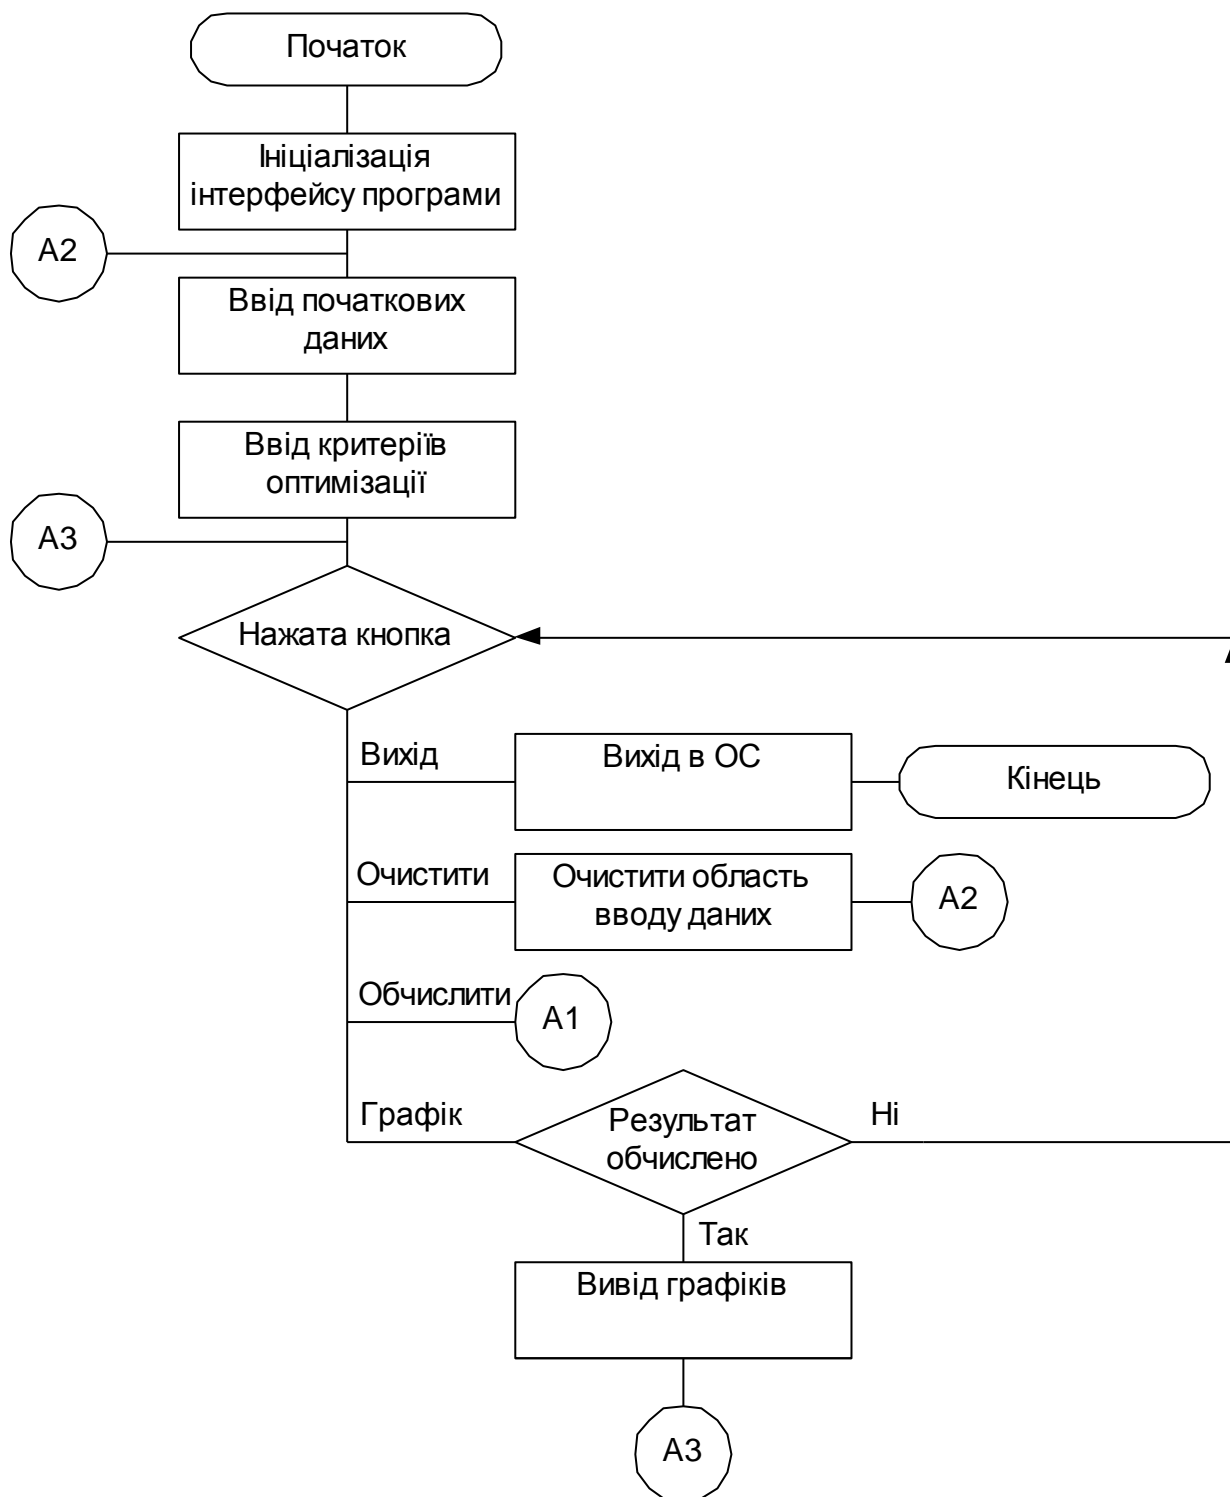 Початок
Ініціалізація
інтерфейсу програми
А2
Ввід початкових
даних
Ввід критеріїв
оптимізації
А3
Нажата кнопка
Вихід
Вихід в ОС
Кінець
Очистити
Очистити область
вводу даних
А2
Обчислити
А1
Графік
Результат
обчислено
Ні
Так
Вивід графіків
А3